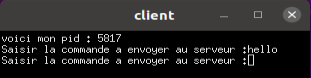 client
voici mon pid : 5817
Saisir la commande a envoyer au serveur :hello
Saisir la commande a envoyer au serveur :